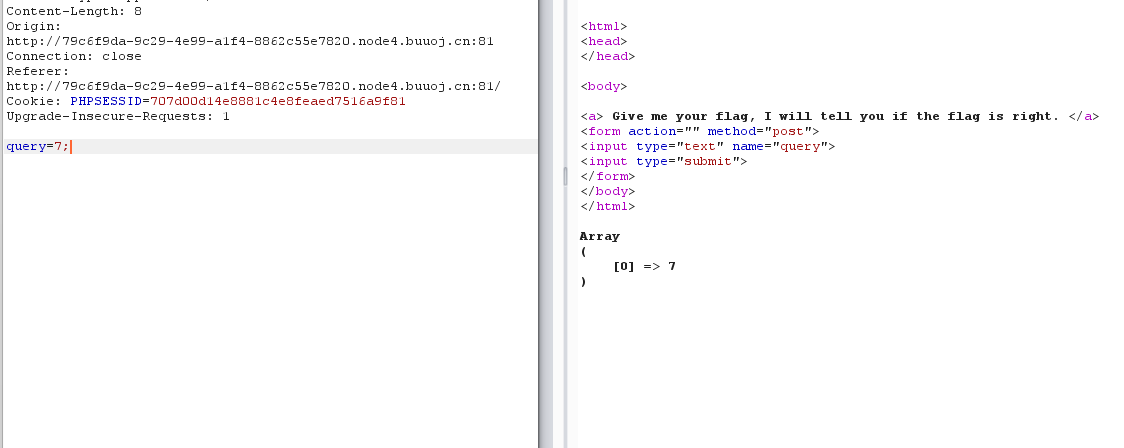 Content-Length: 8
Origin:
http://79c6f9da-9c29-4e99-a1f4-8862c55e7820.node4.buuoj.cn:81
Connection: close
Referer:
http://79c6f9da-9c29-4e99-a1f4-8862c55e7820.node4.buuoj.cn:81/
Cookie: PHPSESSID=707d00d14e8881c4e8feaed7516a9f81
Upgrade-Insecure-Requests: 1
query=7;
<html>
<head>
</head>
<body>
<a> Give me your flag, I will tell you if the flag is right. </a>
<form action="" method="post">
<input type="text" name="query">
<input type="submit">
</form>
</body>
</html>
Array
(
[0] => 7
)